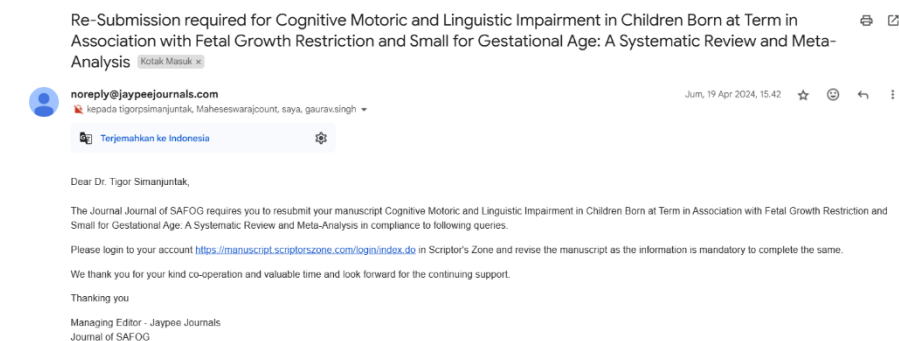 Re-Submission required for Cognitive Motoric and Linguistic Impairment in Children Born at Term in
Association with Fetal Growth Restriction and Small for Gestational Age: A Systematic Review and Meta-
Analysis Kotak Masuk ×
noreply@jaypeejournals.com
Jum, 19 Apr 2024, 15.42
kepada tigorpsimanjuntak, Maheseswarajcount, saya, gaurav.singh
Terjemahkan ke Indonesia
Dear Dr. Tigor Simanjuntak,
The Journal Journal of SAFOG requires you to resubmit your manuscript Cognitive Motoric and Linguistic Impairment in Children Born at Term in Association with Fetal Growth Restriction and
Small for Gestational Age: A Systematic Review and Meta-Analysis in compliance to following queries.
Please login to your account https://manuscript.scriptorszone.com/login/index.do in Scriptor's Zone and revise the manuscript as the information is mandatory to complete the same.
We thank you for your kind co-operation and valuable time and look forward for the continuing support.
Thanking you
Managing Editor - Jaypee Journals
Journal of SAFOG